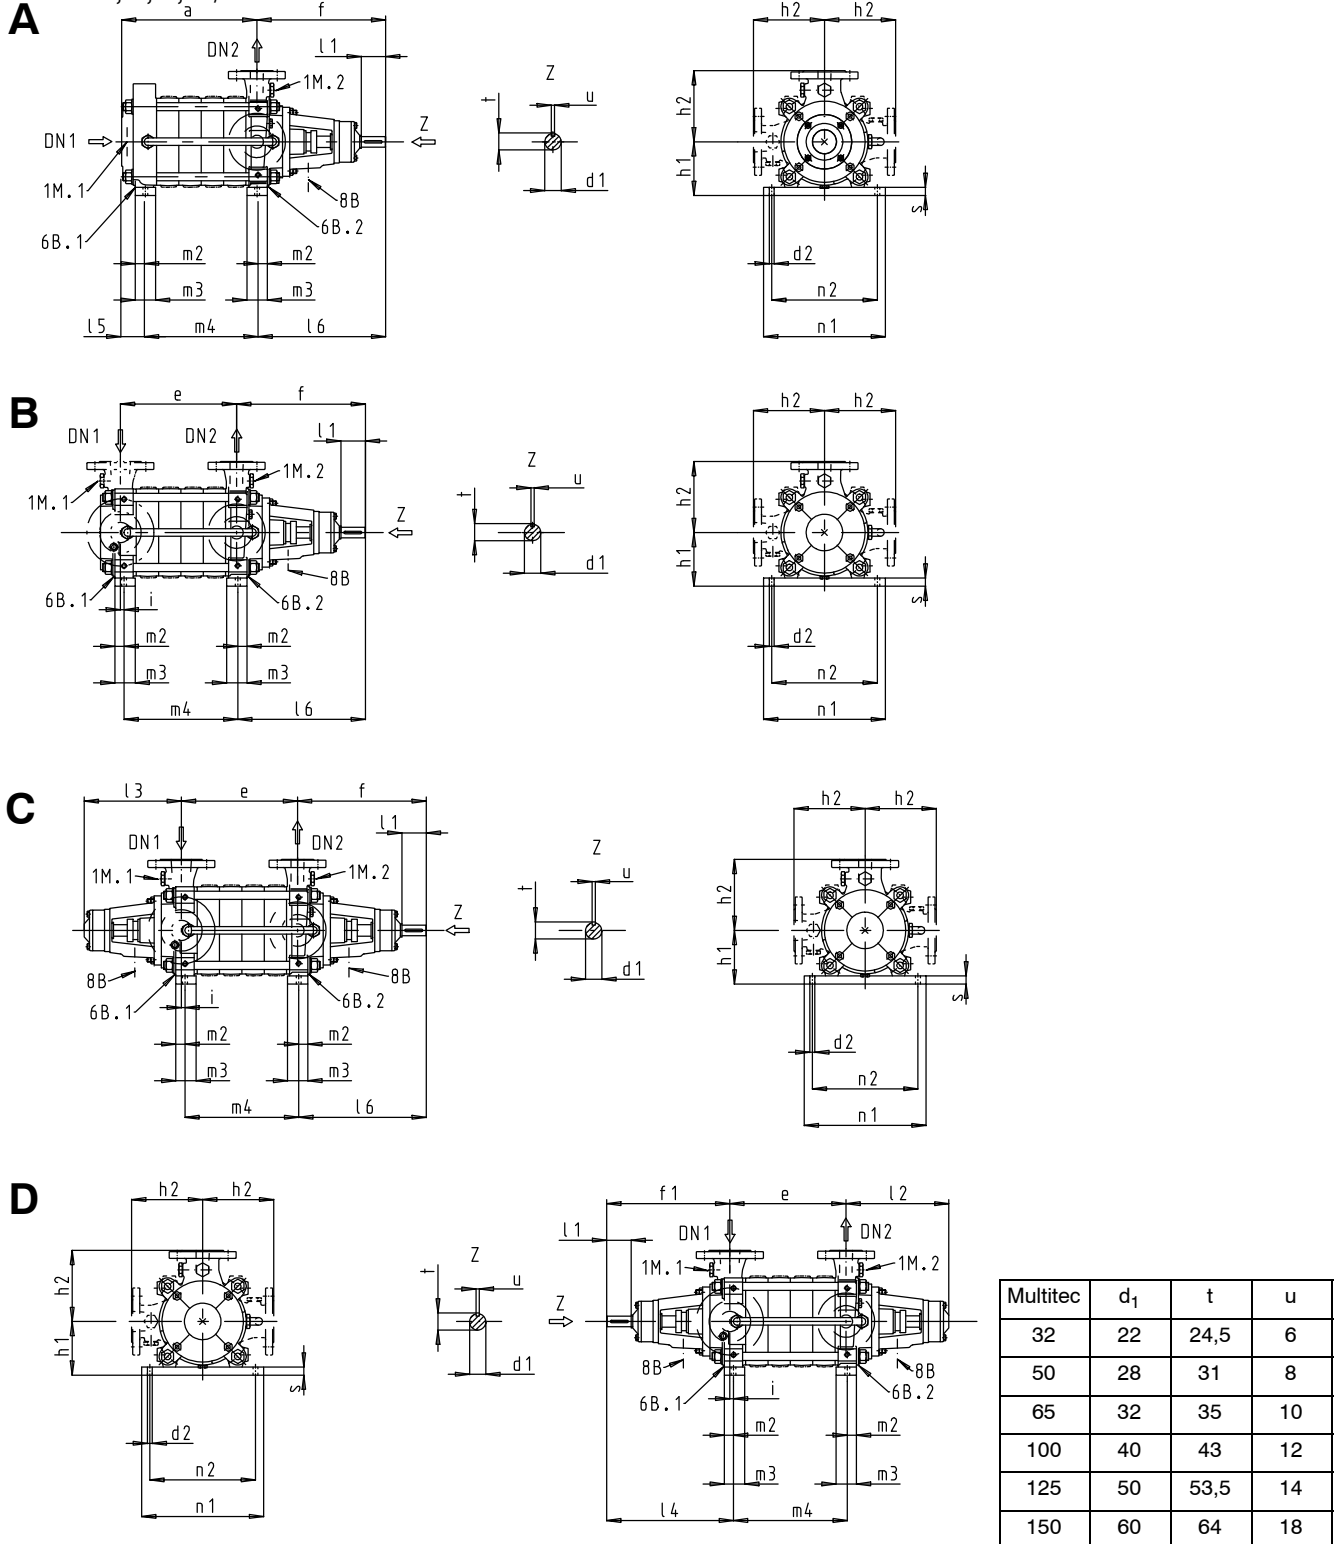 A
a
f
h2
h2
DN2
l1
1M.2
Z
t
u
h2
DN1
Z
h1
d1
1M.1
8B
s
6B.1
6B.2
m2
m2
d2
m3
m3
n2
l5
m4
l6
n1
B
e
f
h2
h2
DN1
DN2
l1
Z
1M.2
1M.1
t
u
h2
Z
h1
d1
8B
6B.1
i
6B.2
s
m2
m2
d2
m3
m3
n2
m4
l6
n1
C
l3
e
f
h2
h2
l1
DN1
DN2
Z
1M.1
1M.2
t
u
h2
Z
h1
8B
8B
d1
6B.1
i
6B.2
s
m2
m2
d2
m3
m3
n2
m4
l6
n1
D
h2
h2
f1
e
l2
l1
DN1
DN2
Z
1M.1
1M.2
h2
t
u
Z
h1
8B
8B
d1
s
6B.1
i
6B.2
d2
m2
m2
n2
m3
m3
n1
l4
m4
Multitec d1 t u
32 22 24,5 6
50 28 31 8
65 32 35 10
100 40 43 12
125 50 53,5 14
150 60 64 18